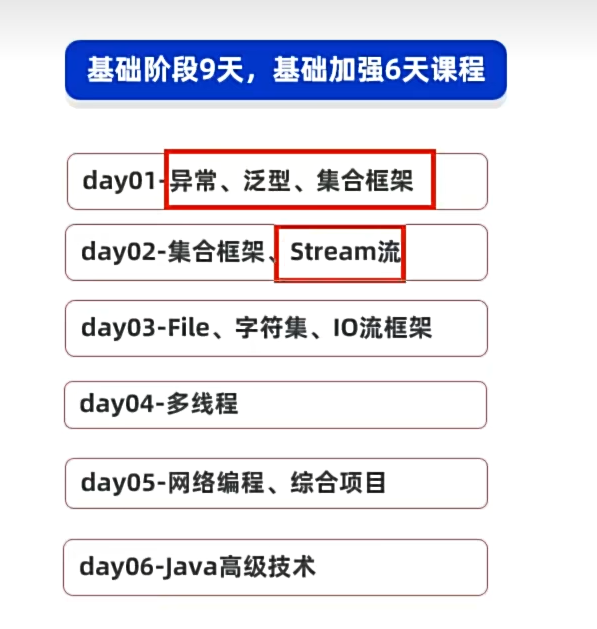 基础阶段9天，基础加强6天课程
day01-异常、泛型、集合框架
day02-集合框架、Stream流
day03-File、字符集、IO流框架
day04-多线程
day05-网络编程、综合项目
day06-Java高级技术